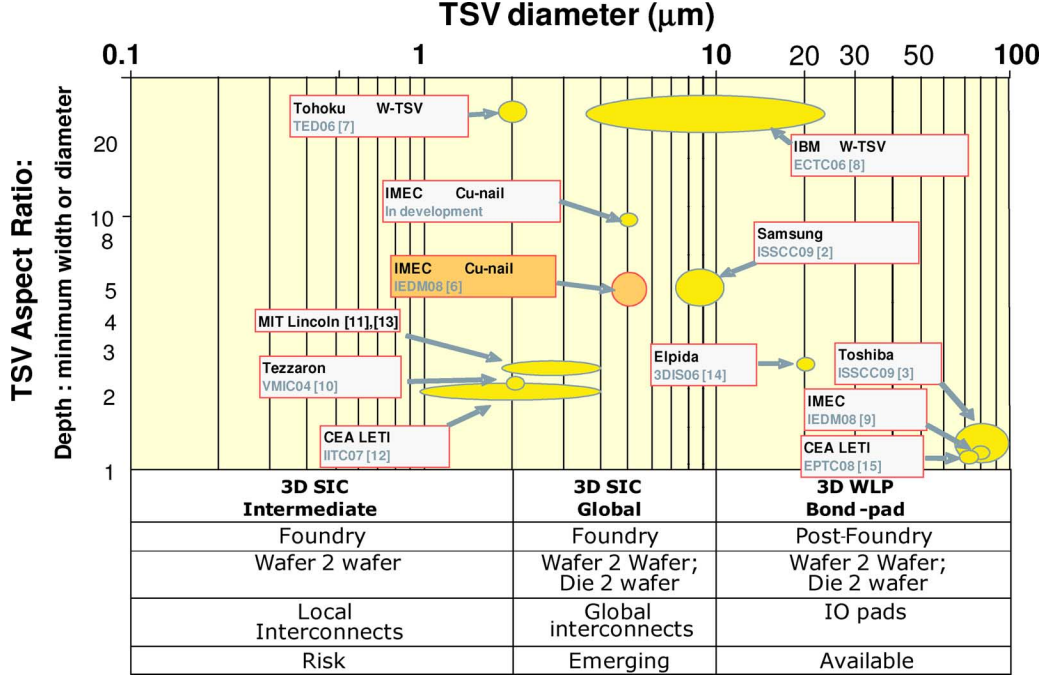 TSV diameter (μm)
0.1 1 10 20 30 50 100
TSV Aspect Ratio:
Depth : minimum width or diameter
20
10
8
5
4
3
2
1
Tohoku W-TSV
TED06 [7]
IBM W-TSV
ECTC06 [8]
IMEC Cu-nail
In development
Samsung
ISSCC09 [2]
IMEC Cu-nail
IEDM08 [6]
MIT Lincoln [11],[13]
Elpida
3DIS06 [14]
Toshiba
ISSCC09 [3]
Tezzaron
VMIC04 [10]
IMEC
IEDM08 [9]
CEA LETI
IITC07 [12]
CEA LETI
EPTC08 [15]
3D SIC
Intermediate
3D SIC
Global
3D WLP
Bond-pad
Foundry
Foundry
Post-Foundry
Wafer 2 wafer
Wafer 2 Wafer;
Die 2 wafer
Wafer 2 Wafer;
Die 2 wafer
Local
Interconnects
Global
interconnects
IO pads
Risk
Emerging
Available